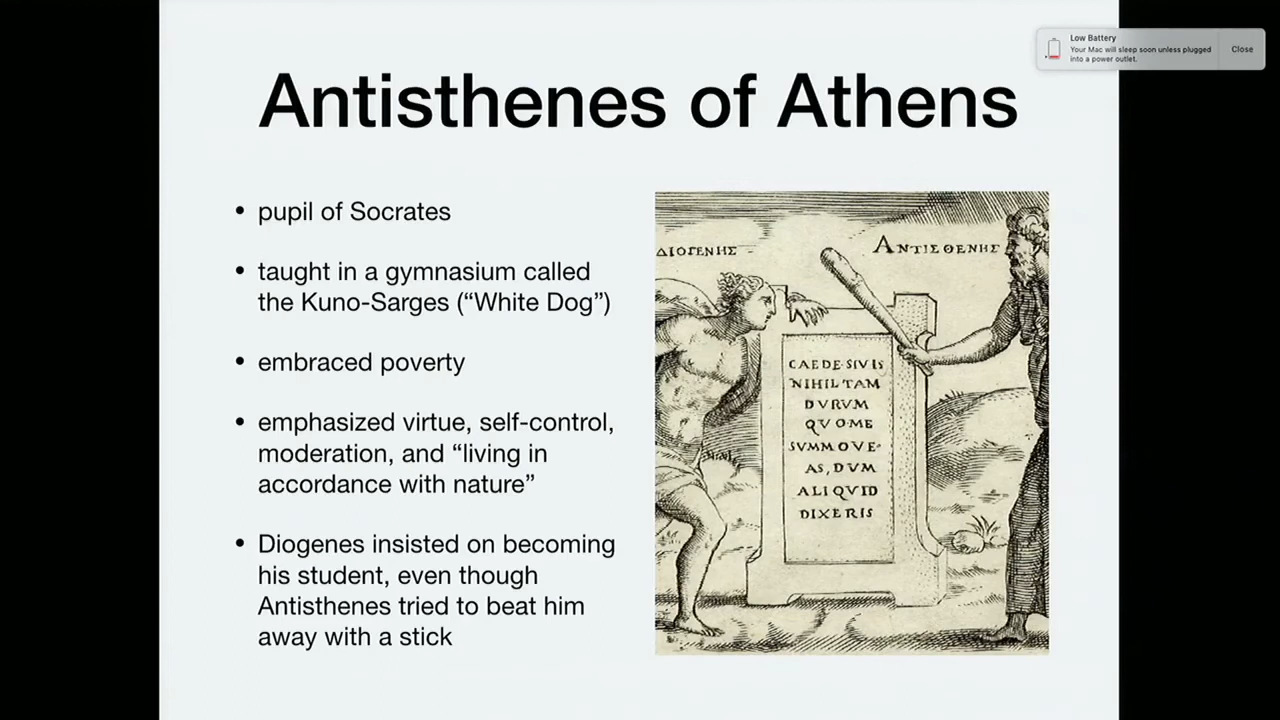 Low Battery
Your Mac will sleep soon unless plugged
into a power outlet.
Close
Antisthenes of Athens
• pupil of Socrates
• taught in a gymnasium called
the Kuno-Sarges (“White Dog”)
• embraced poverty
• emphasized virtue, self-control,
moderation, and “living in
accordance with nature”
• Diogenes insisted on becoming
his student, even though
Antisthenes tried to beat him
away with a stick
ΔΙΟΓΕΝΗΣ
ΑΝΤΙΣΘΕΝΗΣ
CAEDE·SIVIS
NIHIL TAM
DVRVM
QVO·ME
SVMMOVE-
AS, DVM
ALIQVID
DIXERIS